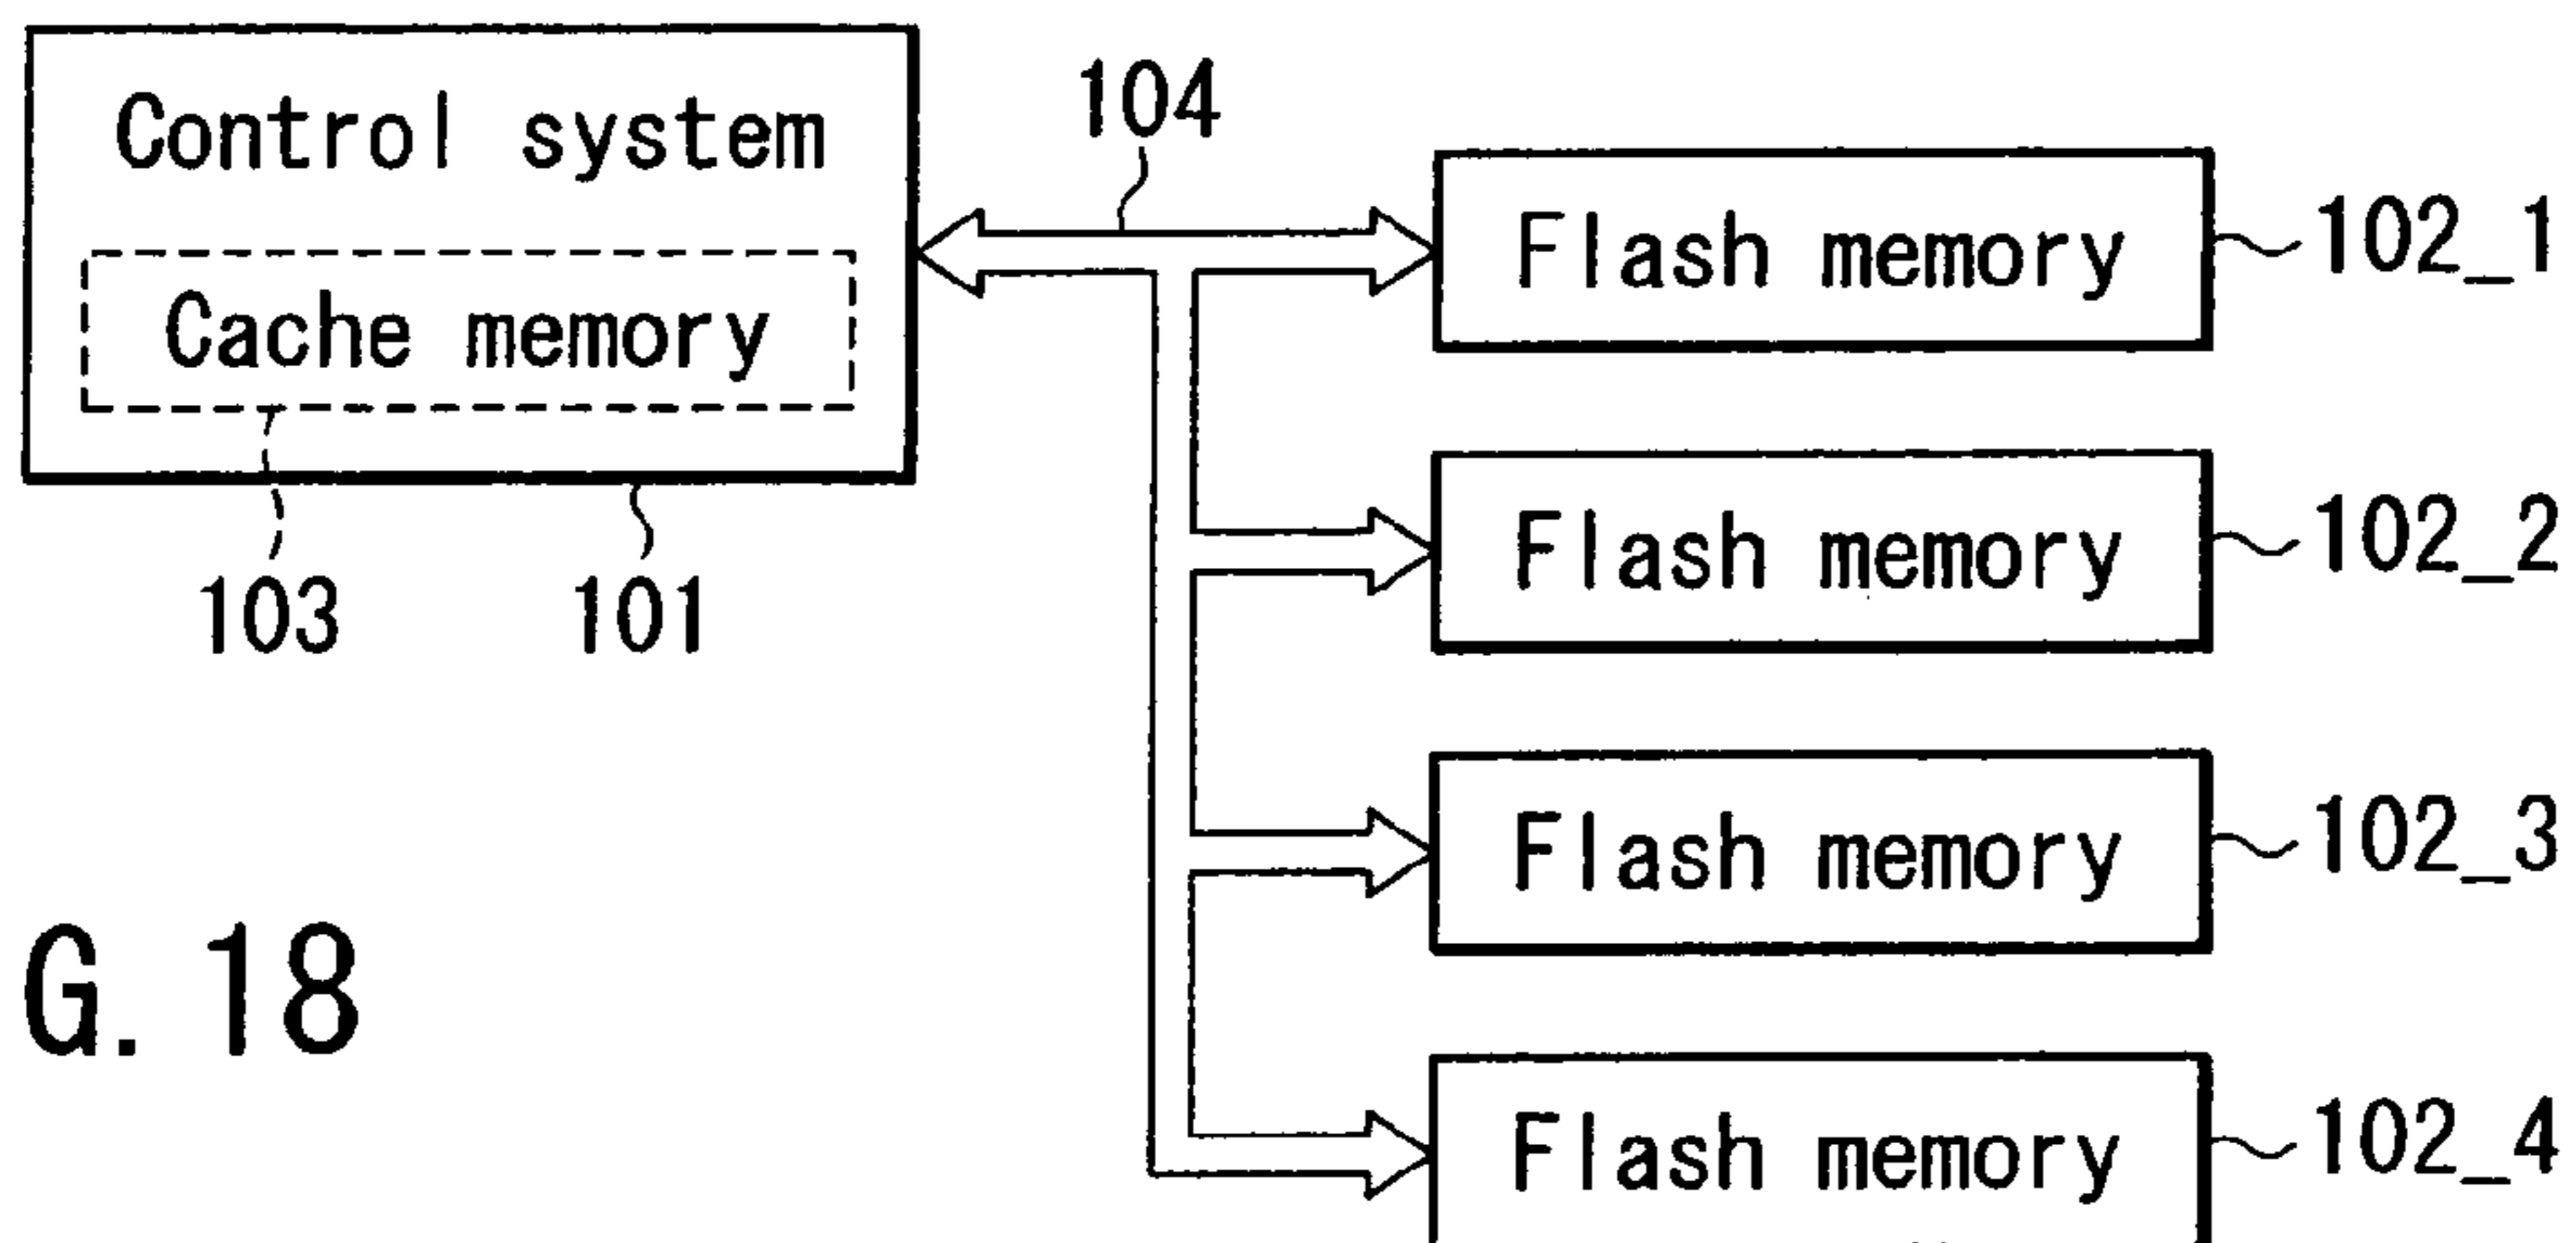 Control system
Cache memory
103
101
104
Flash memory
102_1
Flash memory
102_2
Flash memory
102_3
Flash memory
102_4
G. 18